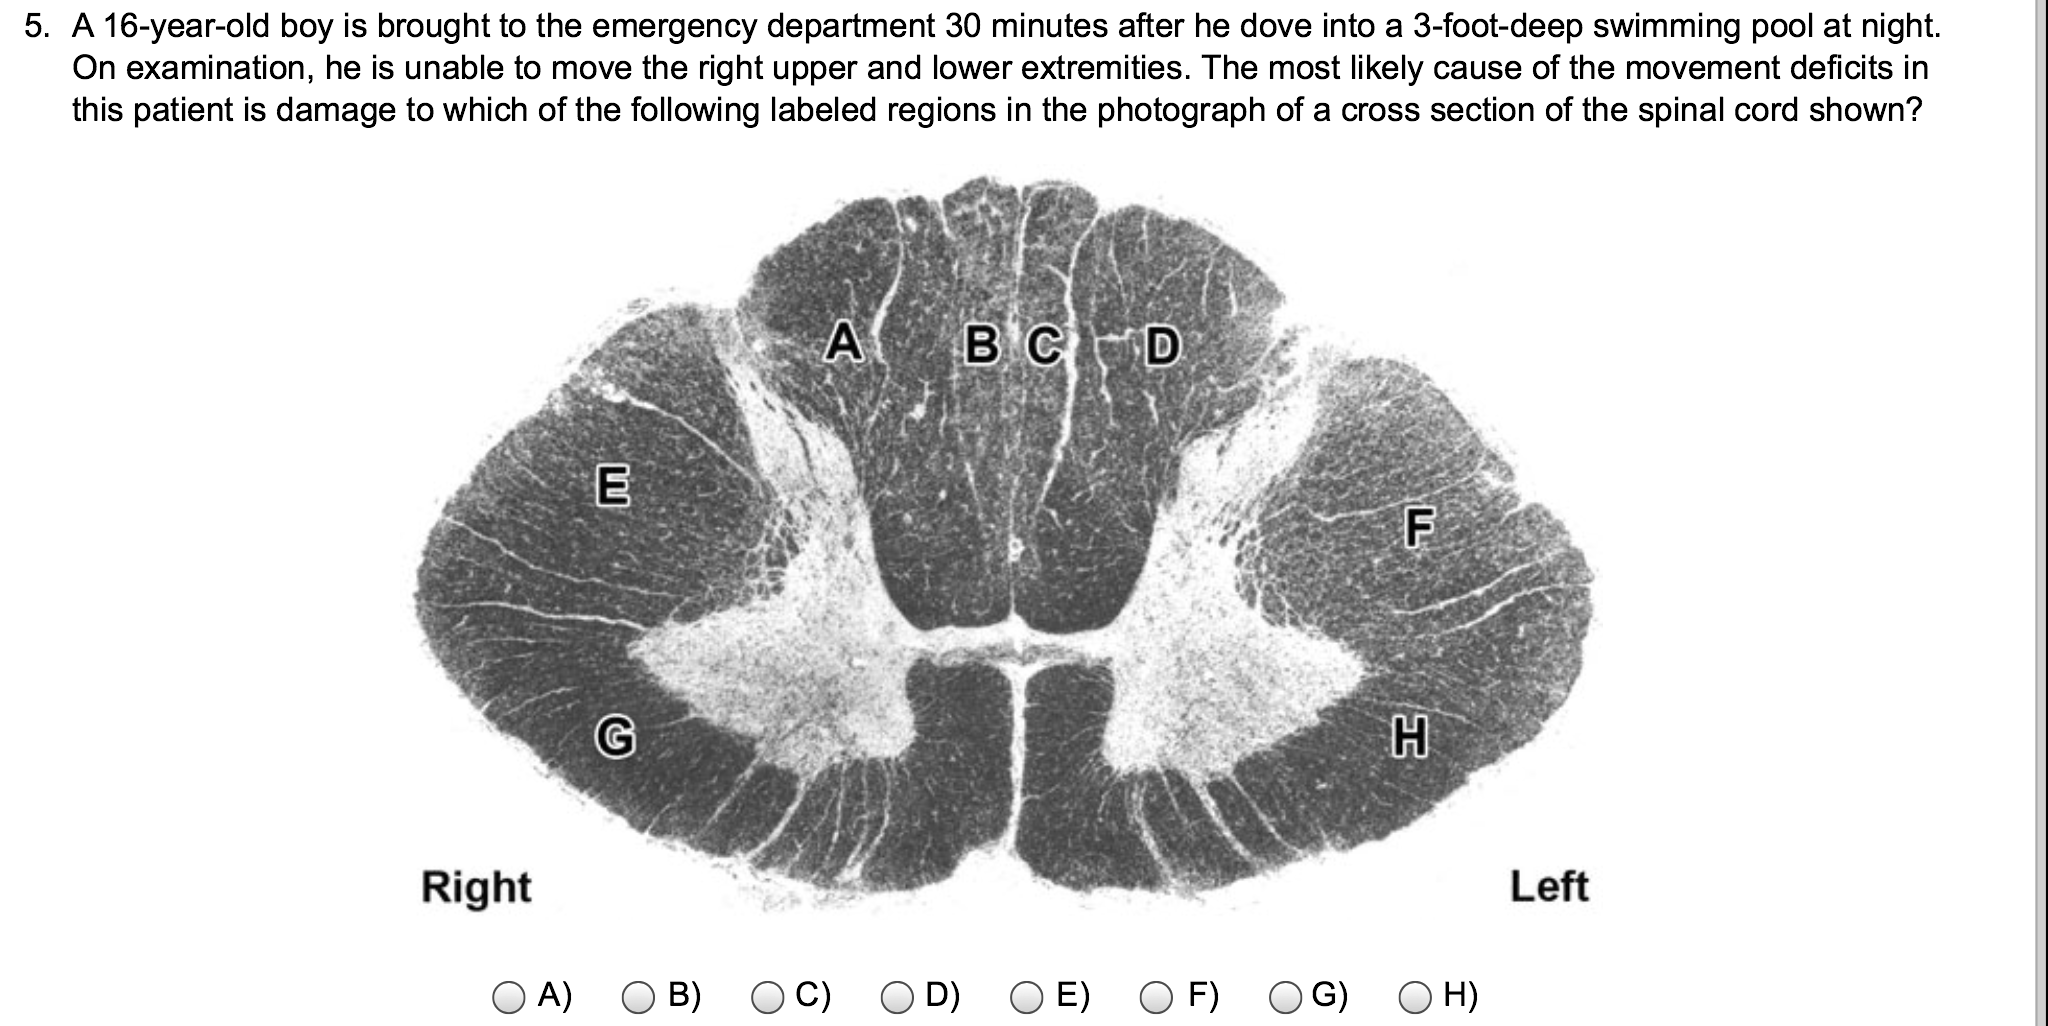 5. A 16-year-old boy is brought to the emergency department 30 minutes after he dove into a 3-foot-deep swimming pool at night.
On examination, he is unable to move the right upper and lower extremities. The most likely cause of the movement deficits in
this patient is damage to which of the following labeled regions in the photograph of a cross section of the spinal cord shown?
A B C D
E F
G H
Right Left
A) B) C) D) E) F) G) H)